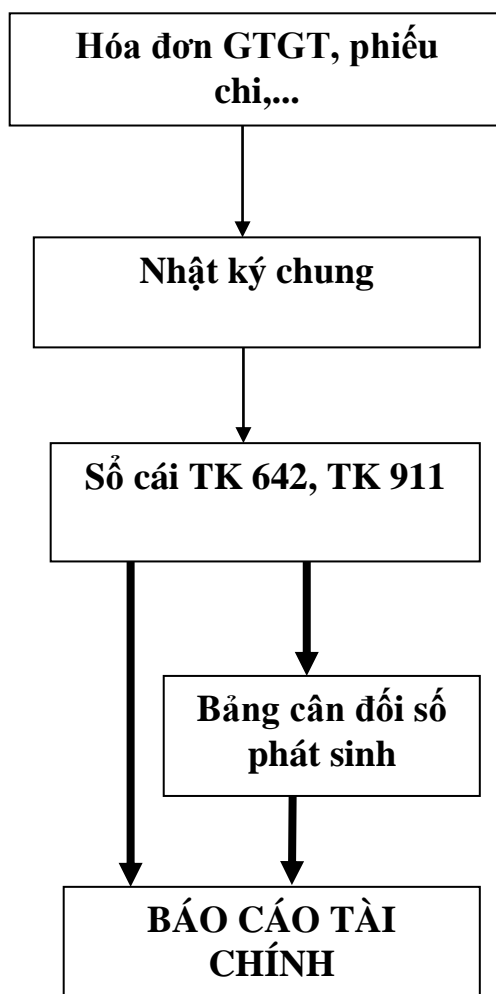 Hóa đơn GTGT, phiếu
chi,...
Nhật ký chung
Sổ cái TK 642, TK 911
Bảng cân đối số
phát sinh
BÁO CÁO TÀI
CHÍNH